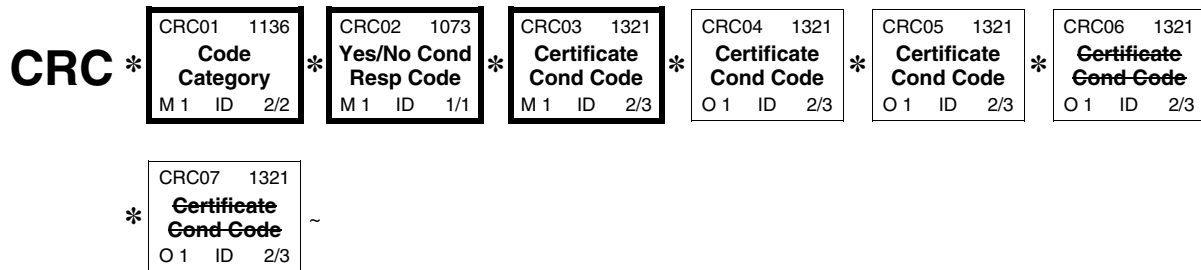 CRC * CRC01 1136 * CRC02 1073 * CRC03 1321 * CRC04 1321 * CRC05 1321 * CRC06 1321
Code Category
Yes/No Cond Resp Code
Certificate Cond Code
Certificate Cond Code
Certificate Cond Code
Certificate Cond Code
M 1 ID 2/2
M 1 ID 1/1
M 1 ID 2/3
O 1 ID 2/3
O 1 ID 2/3
O 1 ID 2/3
* CRC07 1321 ~
Certificate
Cond Code
O 1 ID 2/3